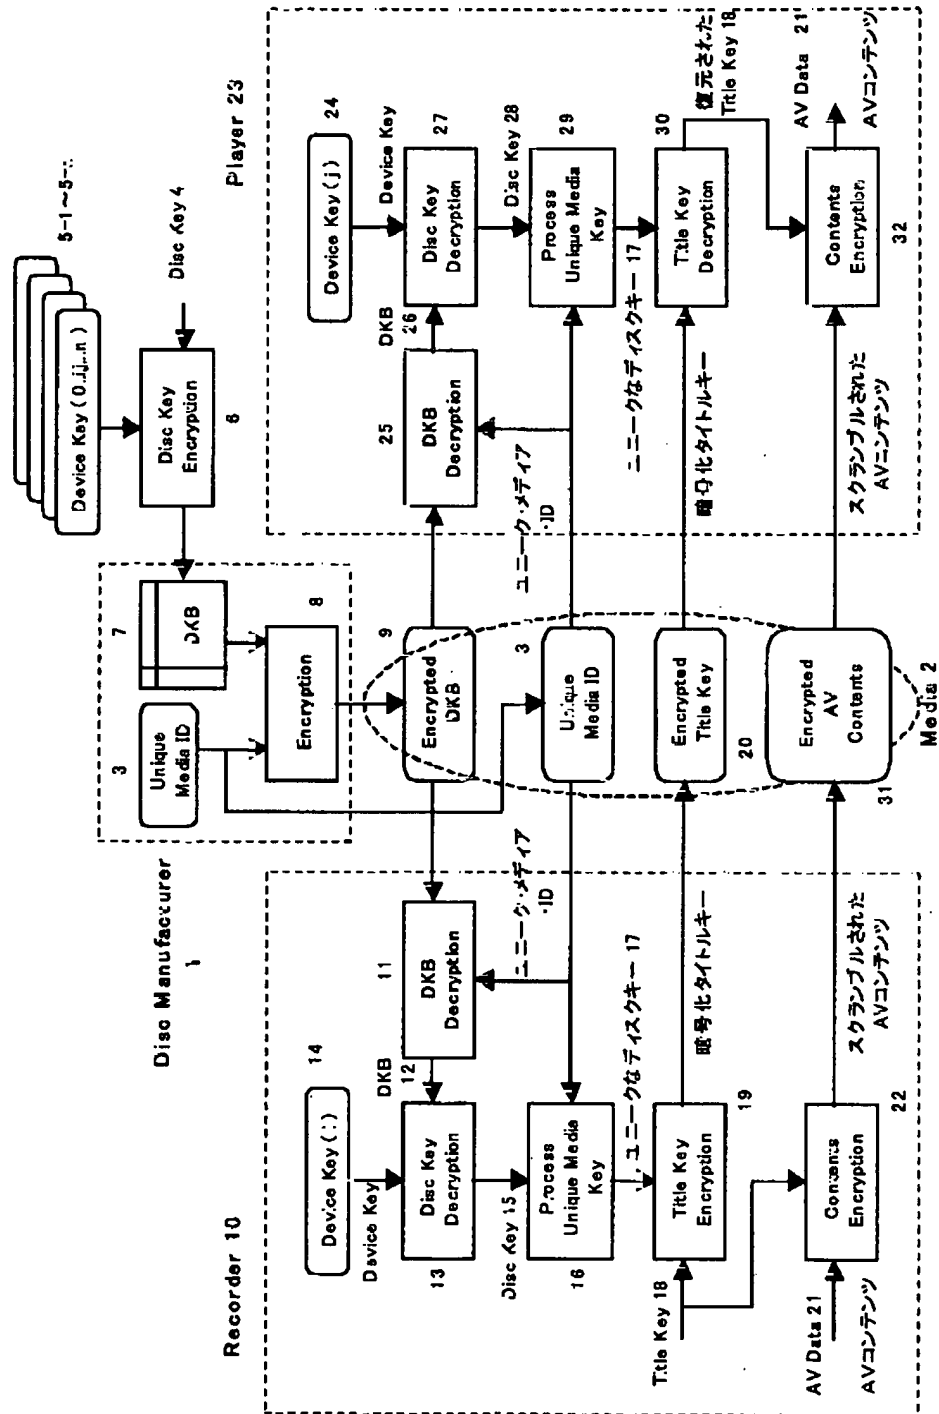 5-1～5-
Device Key (0..ij...n)
Disc Key 4
Disc Key
Encryption
6
Disc Manufacturer
1
3
Unique
Media ID
7
DKB
Encryption
8
Recorder 10
Device Key
14
Device Key
DKB
12
11
DKB
Decryption
13
Disc Key
Decryption
Disc Key 15
ユニーク・メディア
・ID
16
Process
Unique Media
Key
ユニークなディスクキー 17
Title Key 18
Title Key
Encryption
19
暗号化タイトルキー
AV Data 21
AVコンテンツ
Contents
Encryption
22
スクランブルされた
AVコンテンツ
Encrypted
DKB
9
Unique
Media ID
3
Encrypted
Title Key
20
Encrypted
AV
Contents
31
Media 2
Player 23
Device Key (j)
24
Device Key
25
DKB
Decryption
DKB
26
Disc Key
Decryption
27
Disc Key 28
ユニーク・メディア
・ID
Process
Unique Media
Key
29
ユニークなディスクキー 17
暗号化タイトルキー
Title Key
Decryption
30
復元された
Title Key 18
スクランブルされた
AVコンテンツ
Contents
Encryption
32
AV Data 21
AVコンテンツ